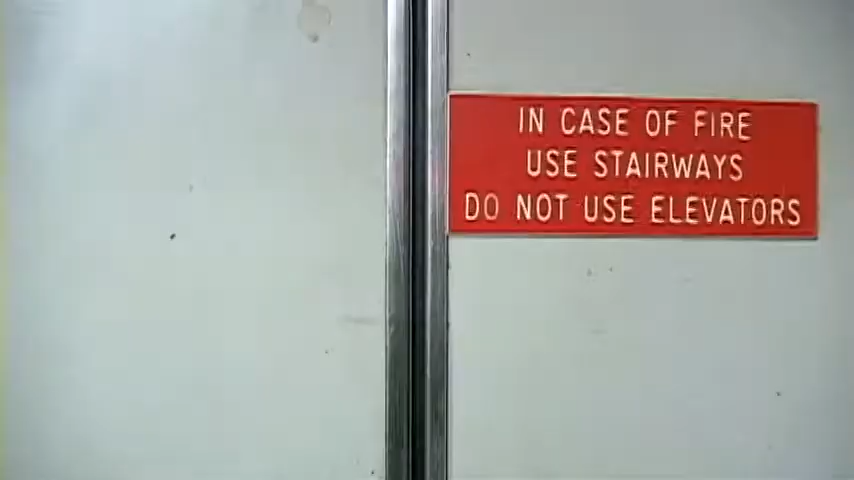 IN CASE OF FIRE
USE STAIRWAYS
DO NOT USE ELEVATORS